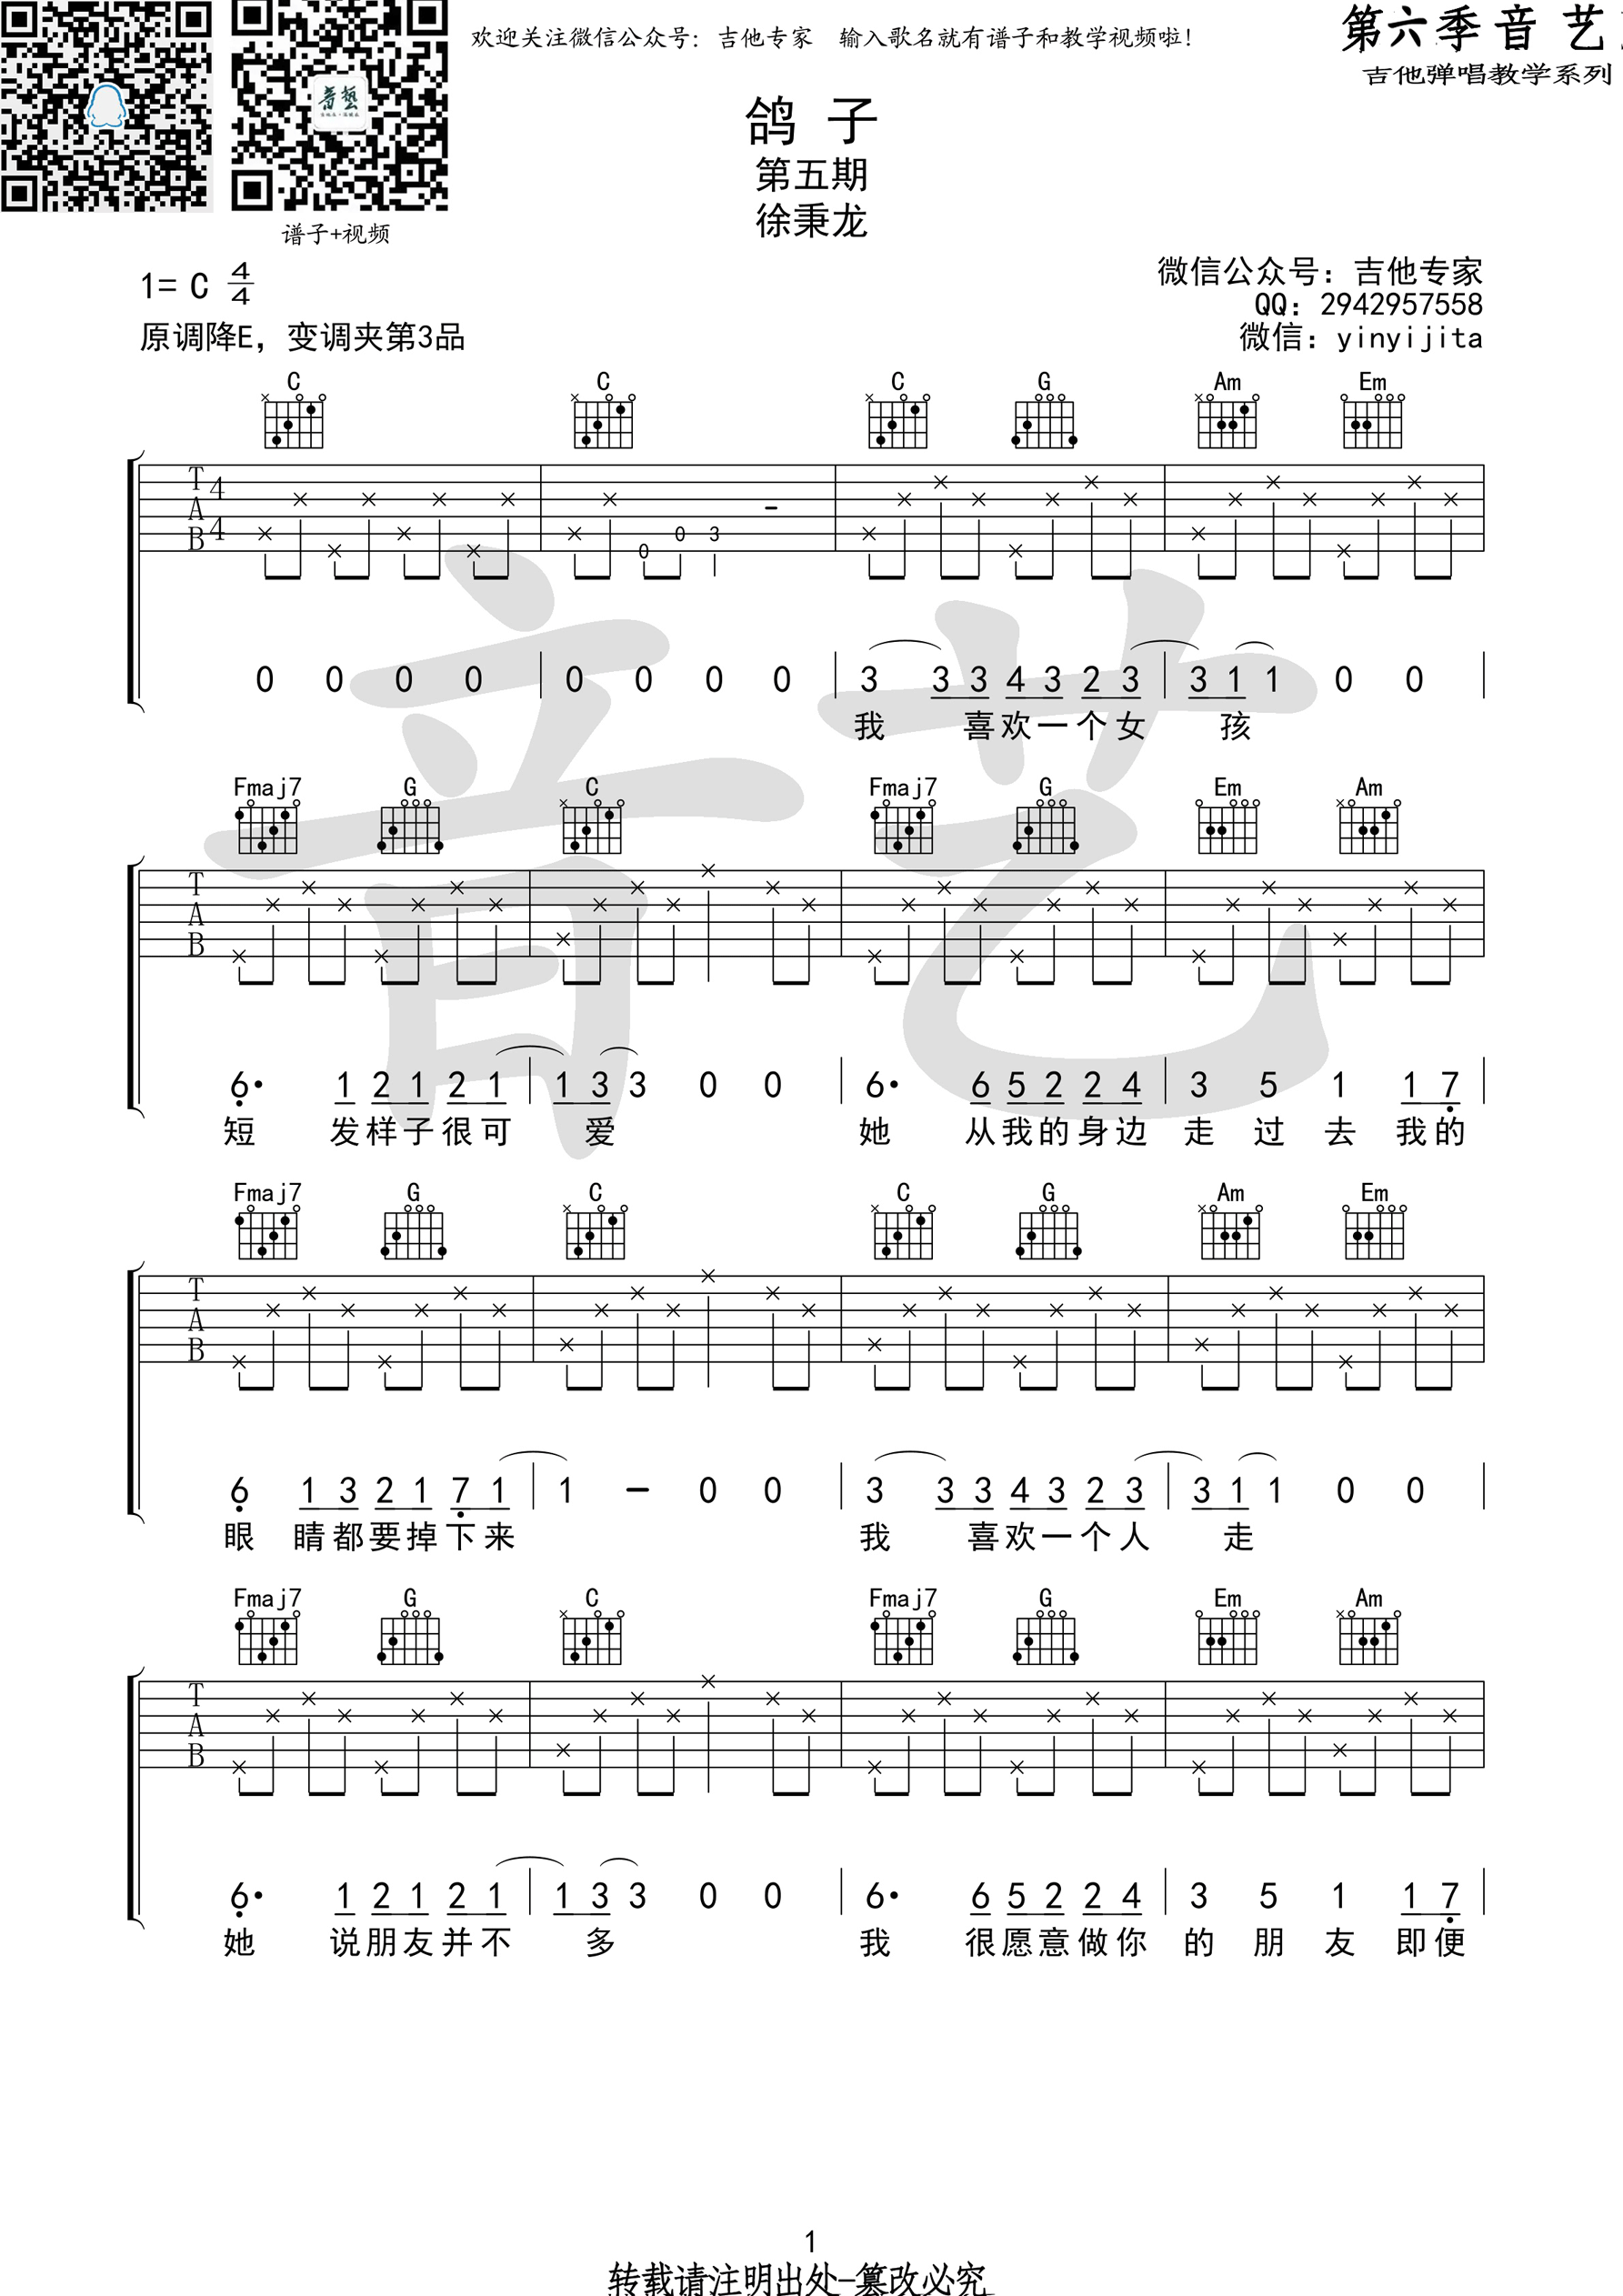 欢迎关注微信公众号：吉他专家　输入歌名就有谱子和教学视频啦！
第六季音 艺
吉他弹唱教学系列
音艺
谱子+视频
鸽 子
第五期
徐秉龙
1= C 4/4
原调降E，变调夹第3品
微信公众号：吉他专家
QQ：2942957558
微信：yinyijita
C C C G Am Em
T A B 4 4 0 0 3 -
0 0 0 0 | 0 0 0 0 | 3 3 3 4 3 2 3 | 3 1 1 0 0 |
我 喜欢一个女 孩
Fmaj7 G C Fmaj7 G Em Am
T A B
6· 1 2 1 2 1 | 1 3 3 0 0 | 6· 6 5 2 2 4 | 3 5 1 1 7 |
短 发样子很可 爱 她 从我的身边 走 过 去 我的
Fmaj7 G C C G Am Em
T A B
6 1 3 2 1 7 1 | 1 - 0 0 | 3 3 3 4 3 2 3 | 3 1 1 0 0 |
眼 睛都要掉下来 我 喜欢一个人 走
Fmaj7 G C Fmaj7 G Em Am
T A B
6· 1 2 1 2 1 | 1 3 3 0 0 | 6· 6 5 2 2 4 | 3 5 1 1 7 |
她 说朋友并不 多 我 很愿意做你 的 朋 友 即便
1
转载请注明出处-篡改必究
音艺